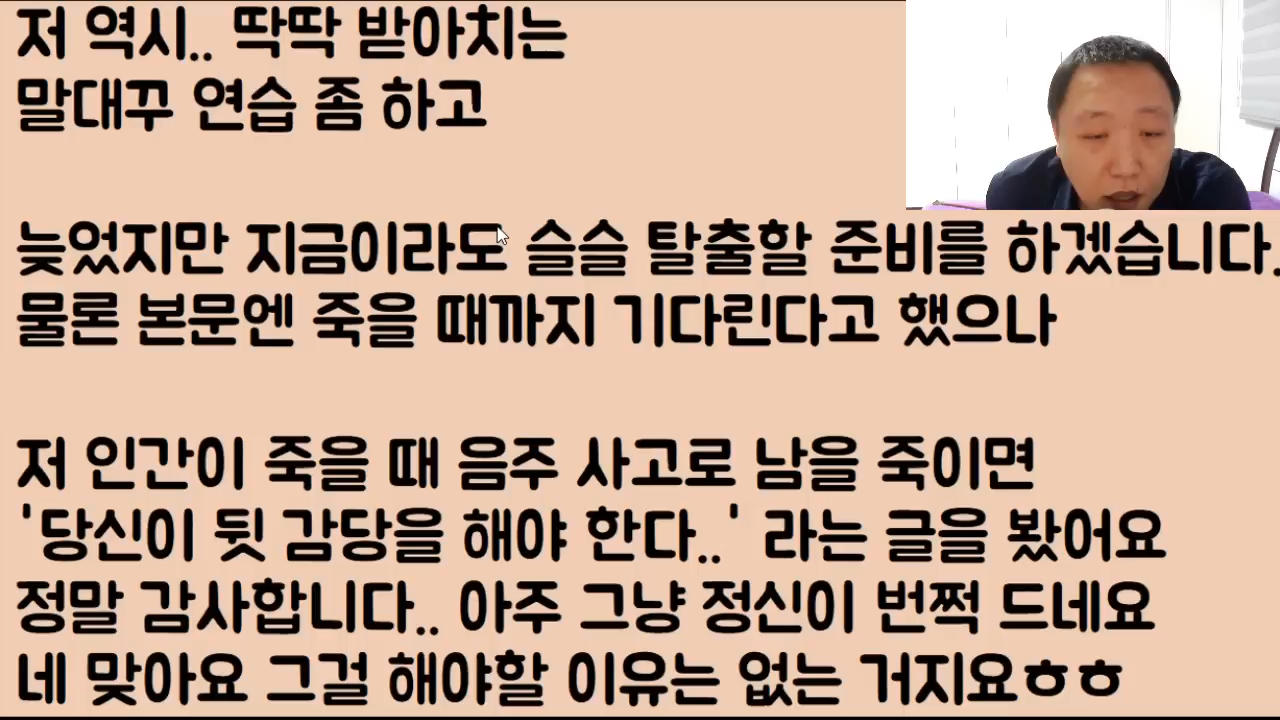 저 역시.. 딱딱 받아치는
말대꾸 연습 좀 하고
늦었지만 지금이라도 슬슬 탈출할 준비를 하겠습니다.
물론 본문엔 죽을 때까지 기다린다고 했으나
저 인간이 죽을 때 음주 사고로 남을 죽이면
'당신이 뒷 감당을 해야 한다..' 라는 글을 봤어요
정말 감사합니다.. 아주 그냥 정신이 번쩍 드네요
네 맞아요 그걸 해야할 이유는 없는 거지요ㅎㅎ